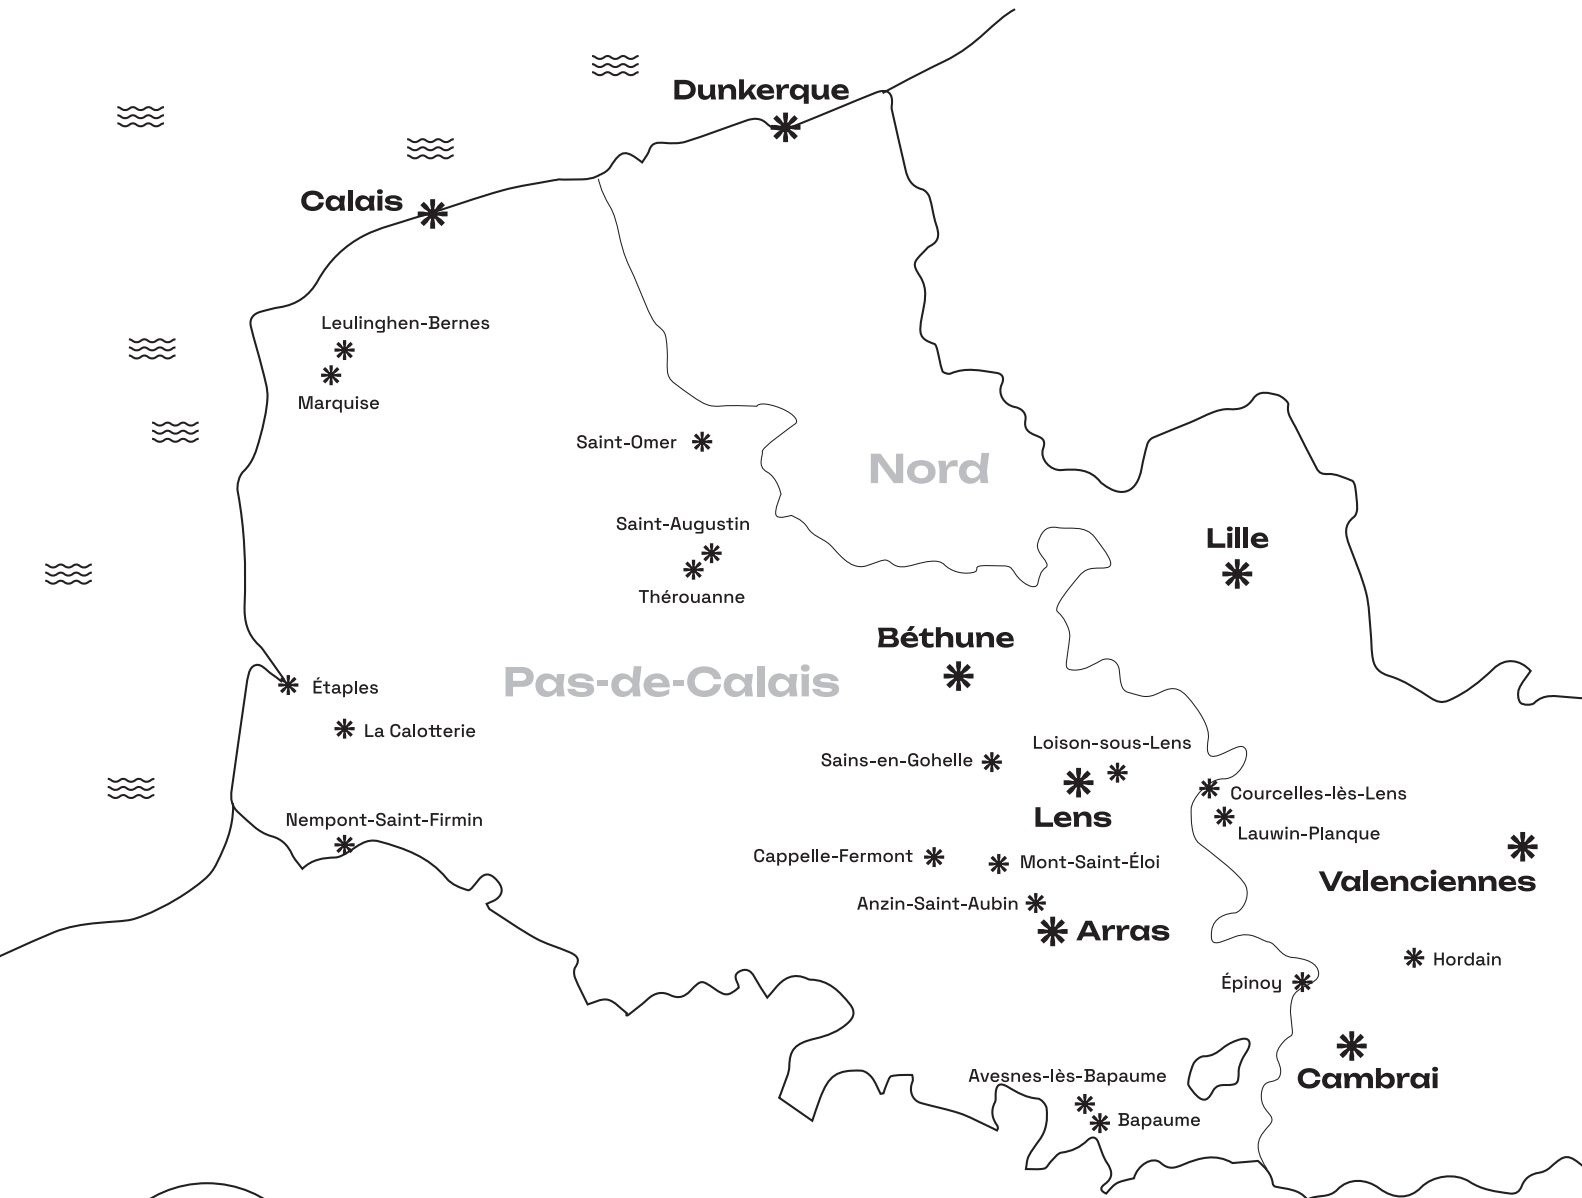 Dunkerque
Calais
Leulinghen-Bernes
Marquise
Saint-Omer
Nord
Saint-Augustin
Lille
Thérouanne
Béthune
Pas-de-Calais
Étaples
La Calotterie
Loison-sous-Lens
Sains-en-Gohelle
Courcelles-lès-Lens
Lens
Nempont-Saint-Firmin
Lauwin-Planque
Cappelle-Fermont
Mont-Saint-Éloi
Valenciennes
Anzin-Saint-Aubin
Arras
Hordain
Épinoy
Avesnes-lès-Bapaume
Cambrai
Bapaume